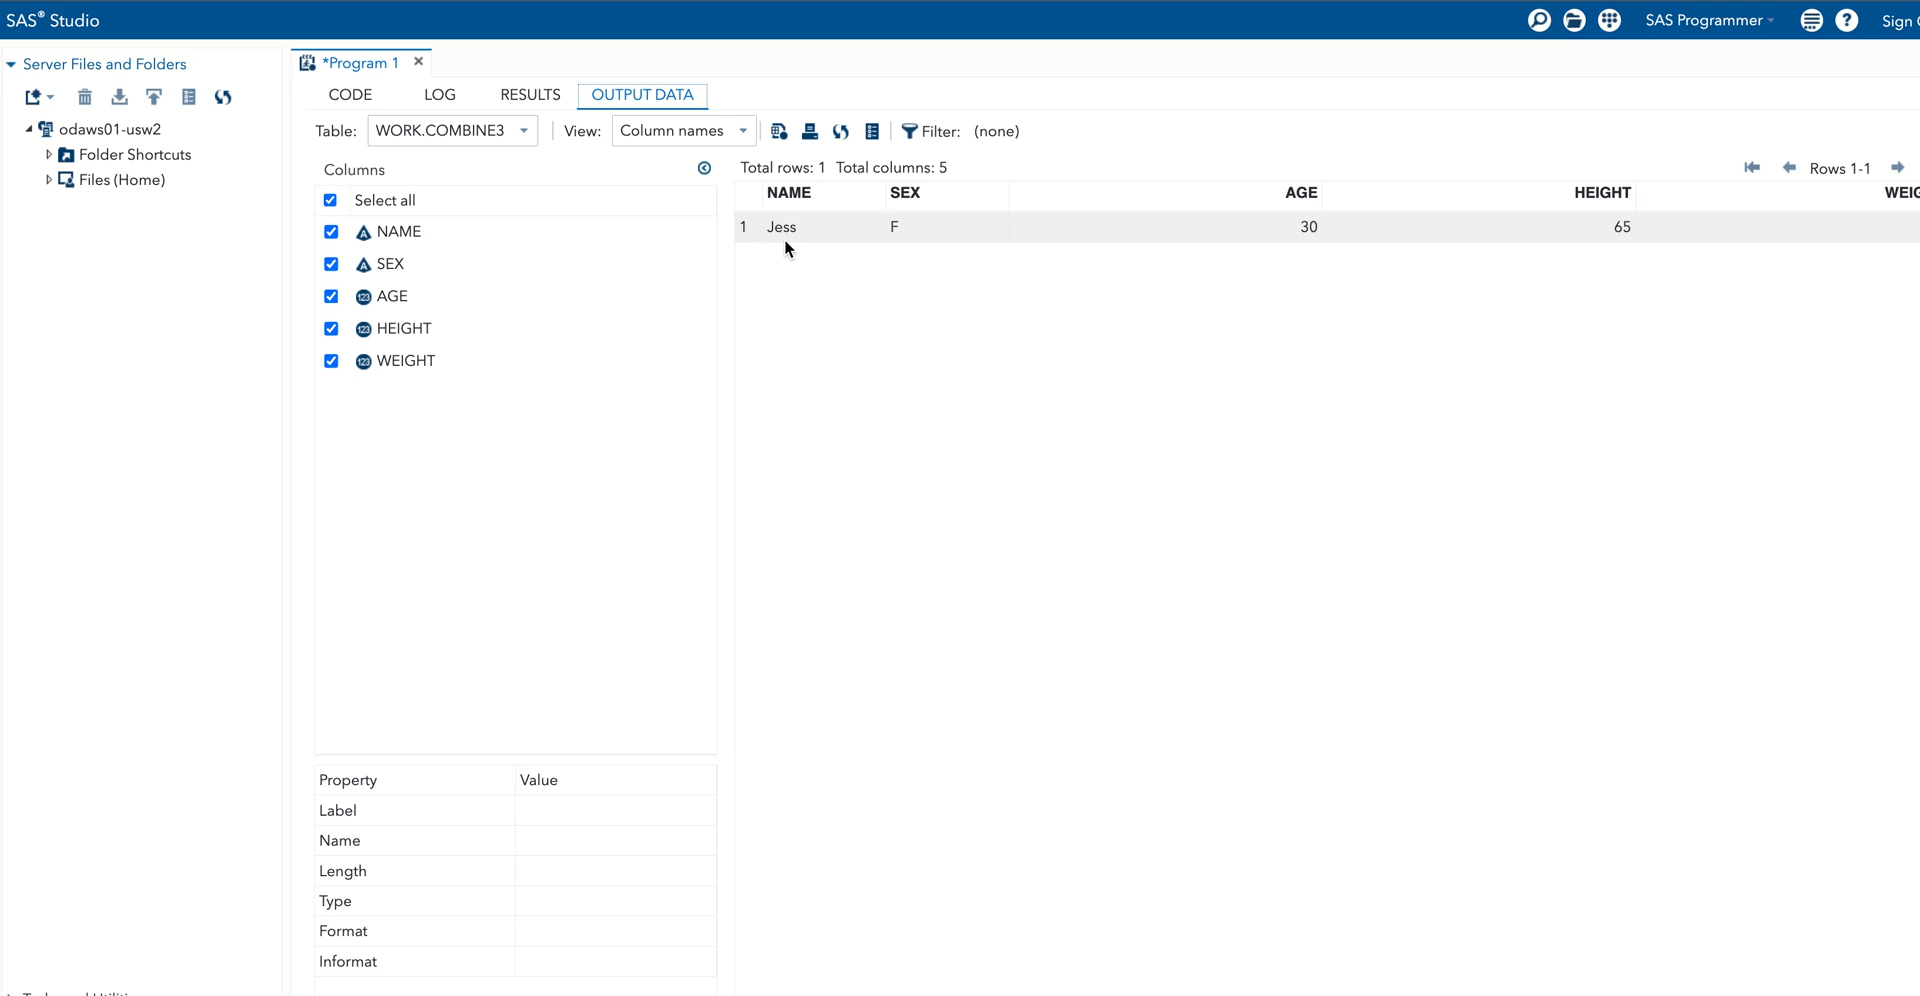 SAS® Studio
SAS Programmer
Sign
Server Files and Folders
odaws01-usw2
Folder Shortcuts
Files (Home)
*Program 1
CODE LOG RESULTS OUTPUT DATA
Table: WORK.COMBINE3 View: Column names Filter: (none)
Columns
Select all
NAME
SEX
AGE
HEIGHT
WEIGHT
Property Value
Label
Name
Length
Type
Format
Informat
Total rows: 1 Total columns: 5
Rows 1-1
NAME SEX AGE HEIGHT WEIG
1 Jess F 30 65